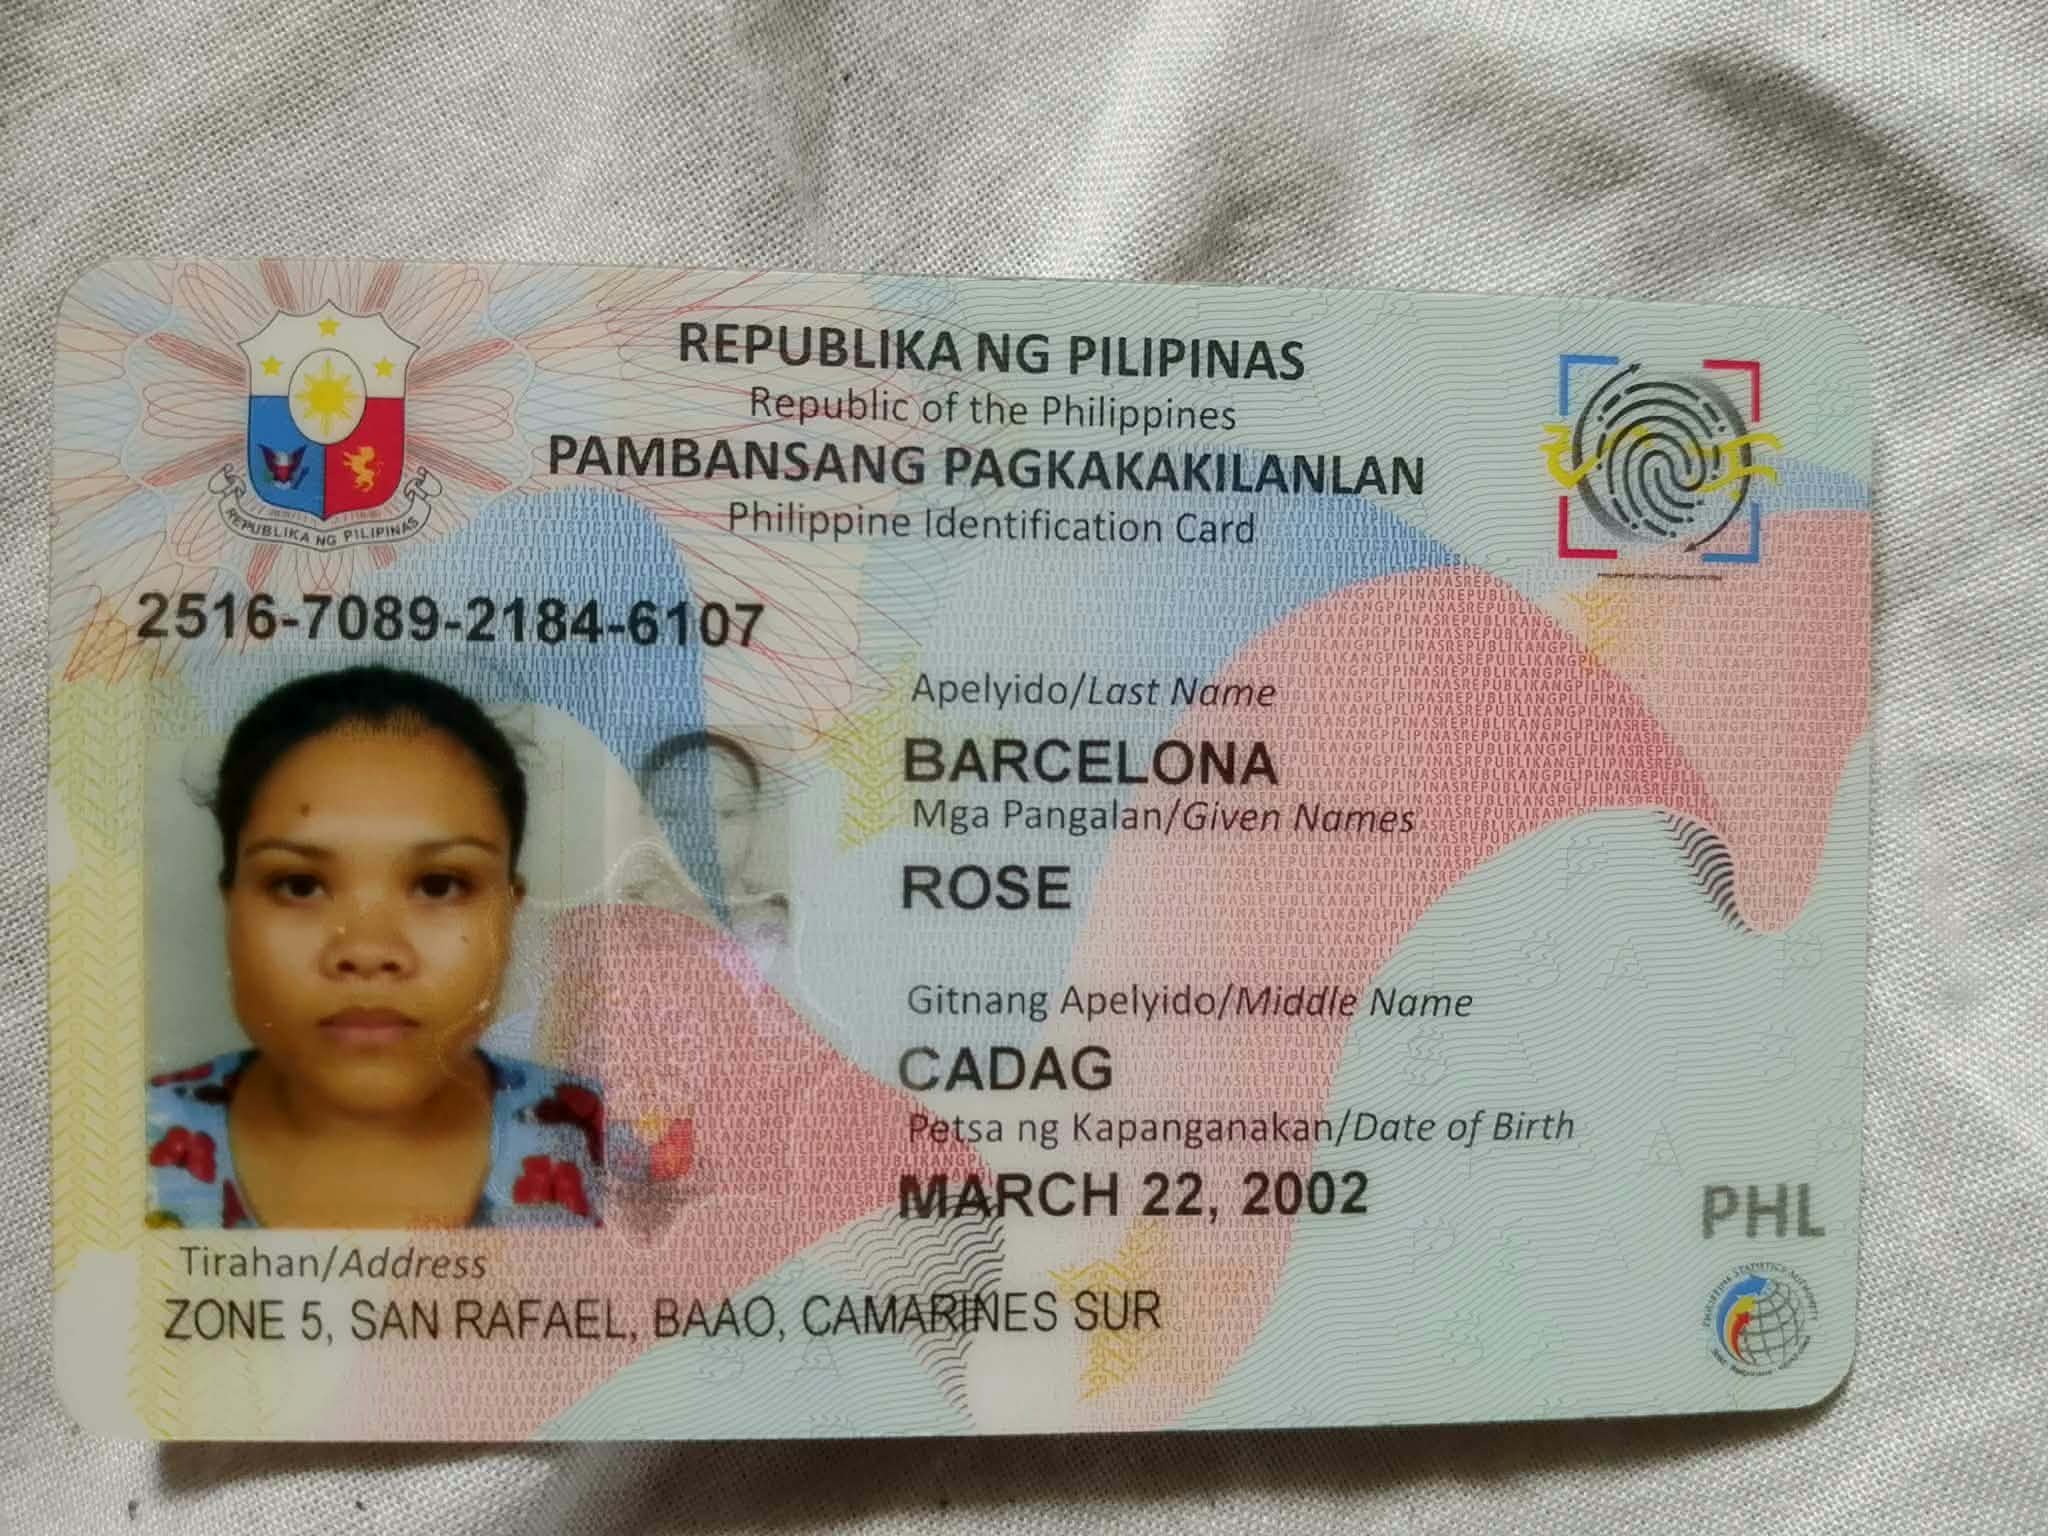 REPUBLIKA NG PILIPINAS
Republic of the Philippines
PAMBANSANG PAGKAKAKILANLAN
Philippine Identification Card
REPUBLIKA NG PILIPINAS
2516-7089-2184-6107
Apelyido/Last Name
BARCELONA
Mga Pangalan/Given Names
ROSE
Gitnang Apelyido/Middle Name
CADAG
Petsa ng Kapanganakan/Date of Birth
MARCH 22, 2002
PHL
Tirahan/Address
ZONE 5, SAN RAFAEL, BAAO, CAMARINES SUR